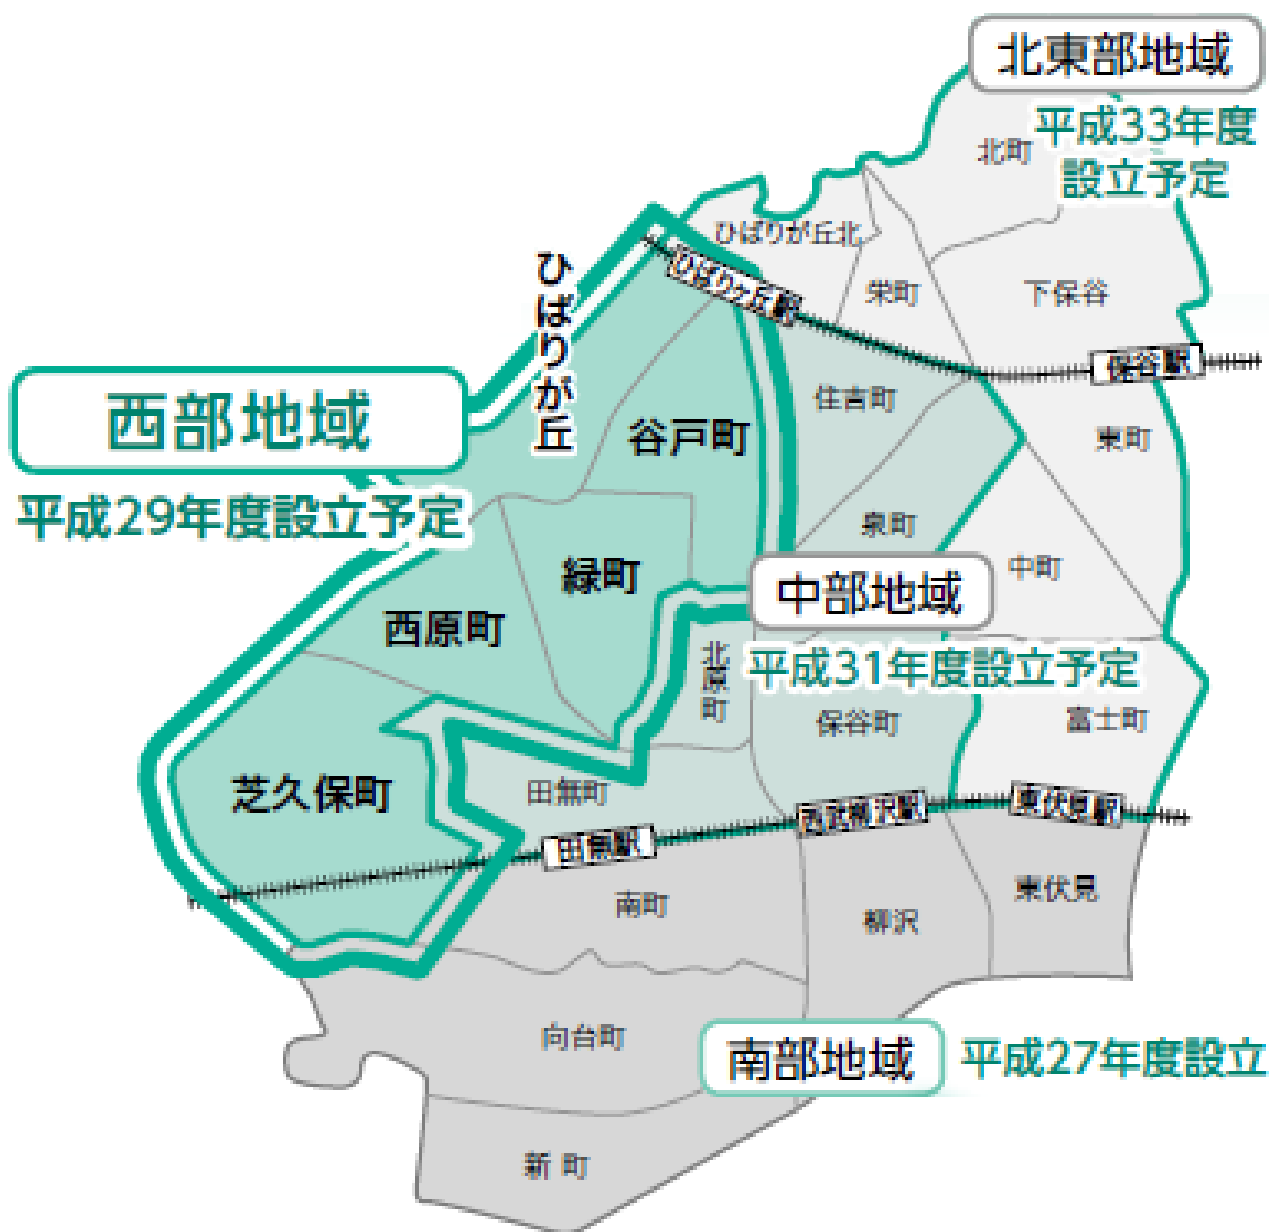 北東部地域
平成33年度
設立予定
北町
ひばりが丘北
ひばりヶ丘駅
栄町
下保谷
保谷駅
ひばりが丘
西部地域
平成29年度設立予定
谷戸町
住吉町
東町
泉町
緑町
中町
西原町
中部地域
平成31年度設立予定
北原町
保谷町
富士町
芝久保町
田無町
西武柳沢駅
東伏見駅
田無駅
南町
柳沢
東伏見
向台町
南部地域
平成27年度設立
新町